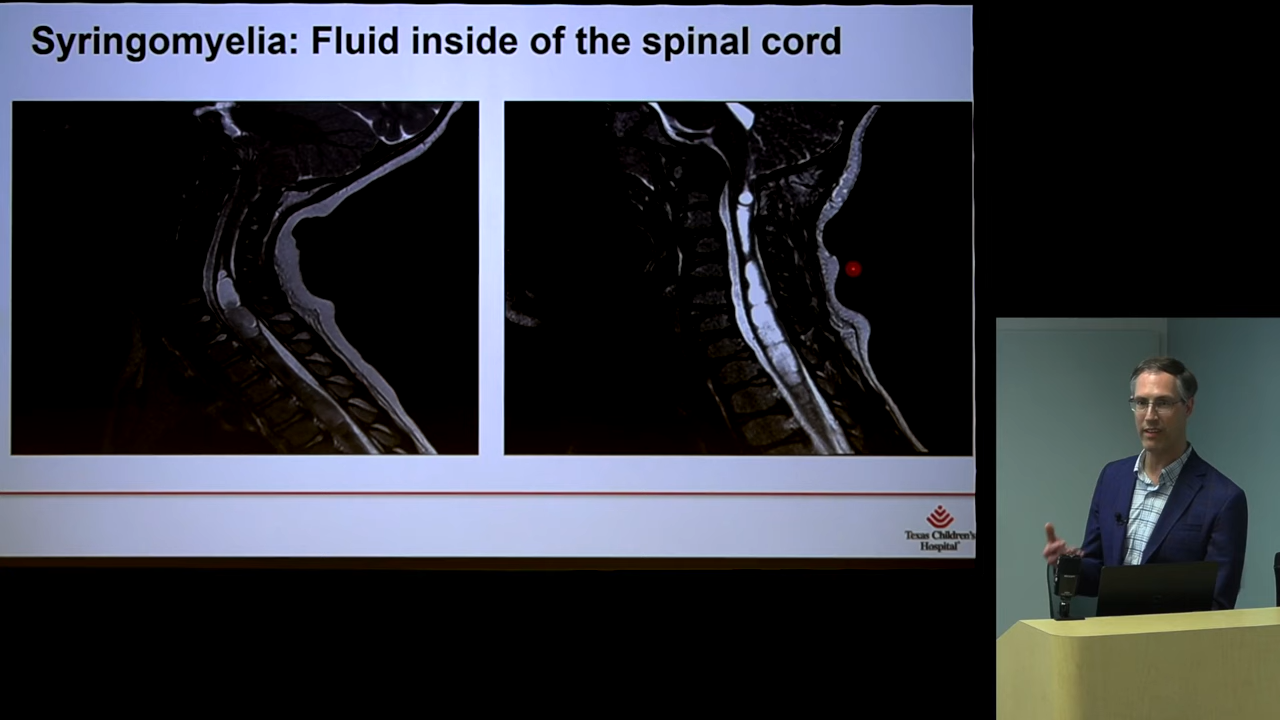 Syringomyelia: Fluid inside of the spinal cord
Texas Children's
Hospital